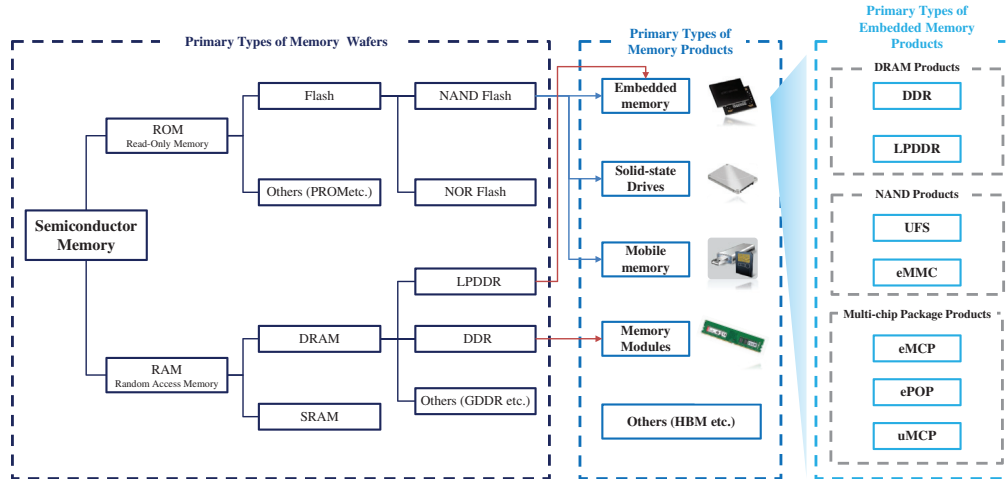 Primary Types of Memory Wafers
Semiconductor
Memory
ROM
Read-Only Memory
RAM
Random Access Memory
Flash
Others (PROMetc.)
DRAM
SRAM
NAND Flash
NOR Flash
LPDDR
DDR
Others (GDDR etc.)
Primary Types of
Memory Products
Embedded
memory
Solid-state
Drives
Mobile
memory
Memory
Modules
Others (HBM etc.)
Primary Types of
Embedded Memory
Products
DRAM Products
DDR
LPDDR
NAND Products
UFS
eMMC
Multi-chip Package Products
eMCP
ePOP
uMCP